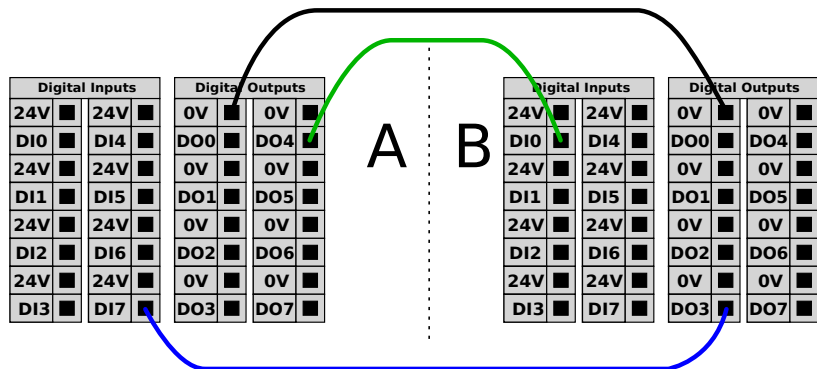 Digital Inputs Digital Outputs Digital Inputs Digital Outputs
24V 24V 0V 0V A B 24V 24V 0V 0V
DI0 DI4 DO0 DO4 DI0 DI4 DO0 DO4
24V 24V 0V 0V 24V 24V 0V 0V
DI1 DI5 DO1 DO5 DI1 DI5 DO1 DO5
24V 24V 0V 0V 24V 24V 0V 0V
DI2 DI6 DO2 DO6 DI2 DI6 DO2 DO6
24V 24V 0V 0V 24V 24V 0V 0V
DI3 DI7 DO3 DO7 DI3 DI7 DO3 DO7